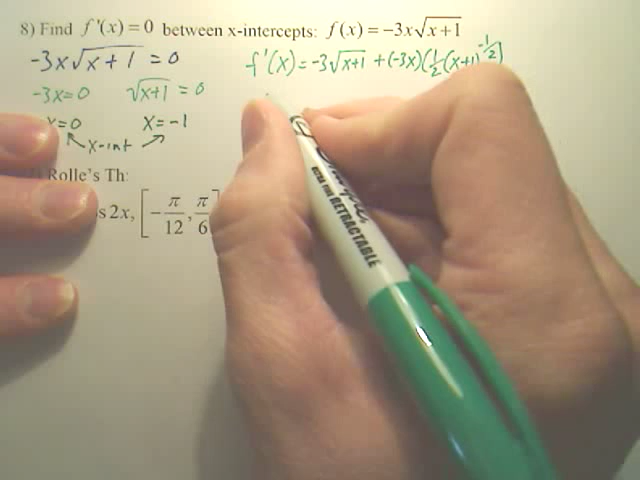 8) Find f '(x) = 0 between x-intercepts: f(x) = -3x√x+1
-3x√x+1 = 0
f'(x) = -3√x+1 + (-3x)(½(x+1)^-½)
-3x=0 √x+1 = 0
x=0 x=-1
x-int
Rolle's Th:
s 2x, [-π/12, π/6
RETRACTABLE